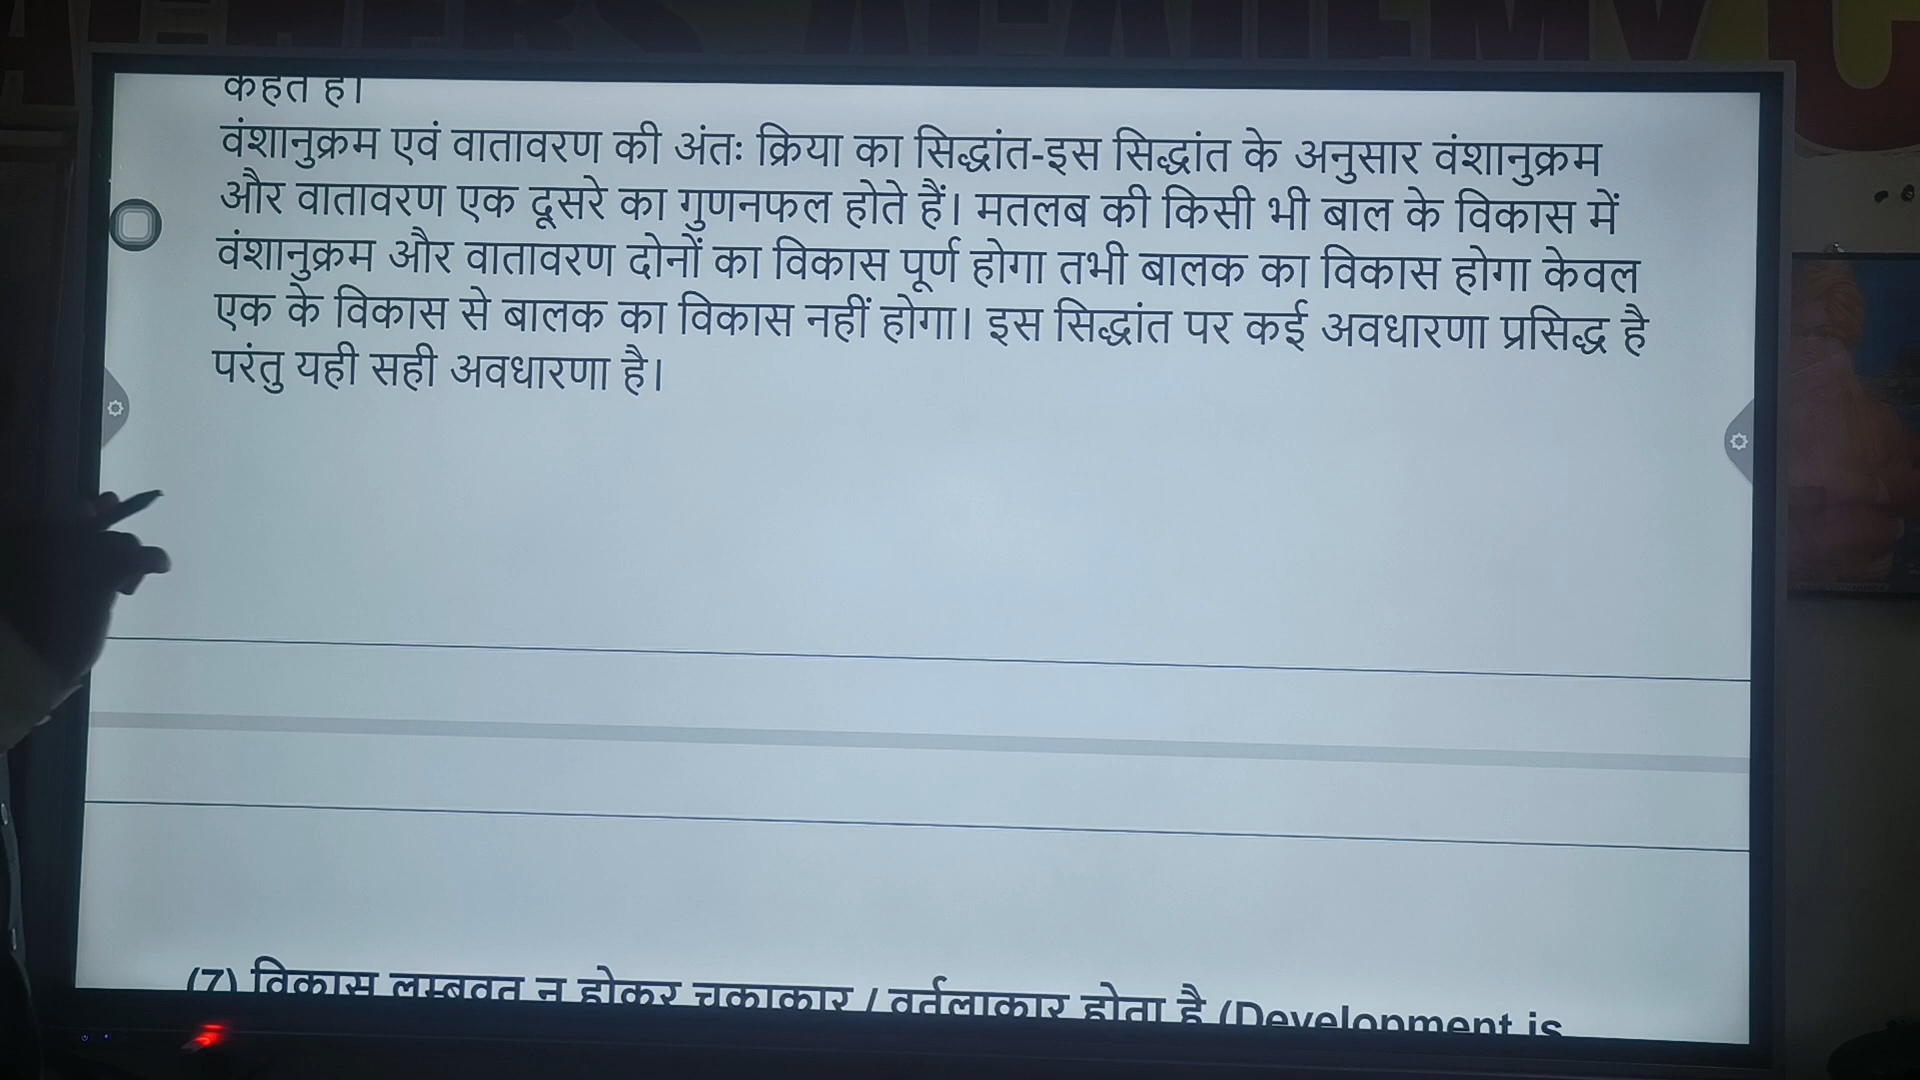 ACADEMY
कहते हैं।
वंशानुक्रम एवं वातावरण की अंतः क्रिया का सिद्धांत-इस सिद्धांत के अनुसार वंशानुक्रम
और वातावरण एक दूसरे का गुणनफल होते हैं। मतलब की किसी भी बाल के विकास में
वंशानुक्रम और वातावरण दोनों का विकास पूर्ण होगा तभी बालक का विकास होगा केवल
एक के विकास से बालक का विकास नहीं होगा। इस सिद्धांत पर कई अवधारणा प्रसिद्ध है
परंतु यही सही अवधारणा है।
(7) विकास लम्बवत न होकर चक्राकार / वर्तुलाकार होता है (Development is